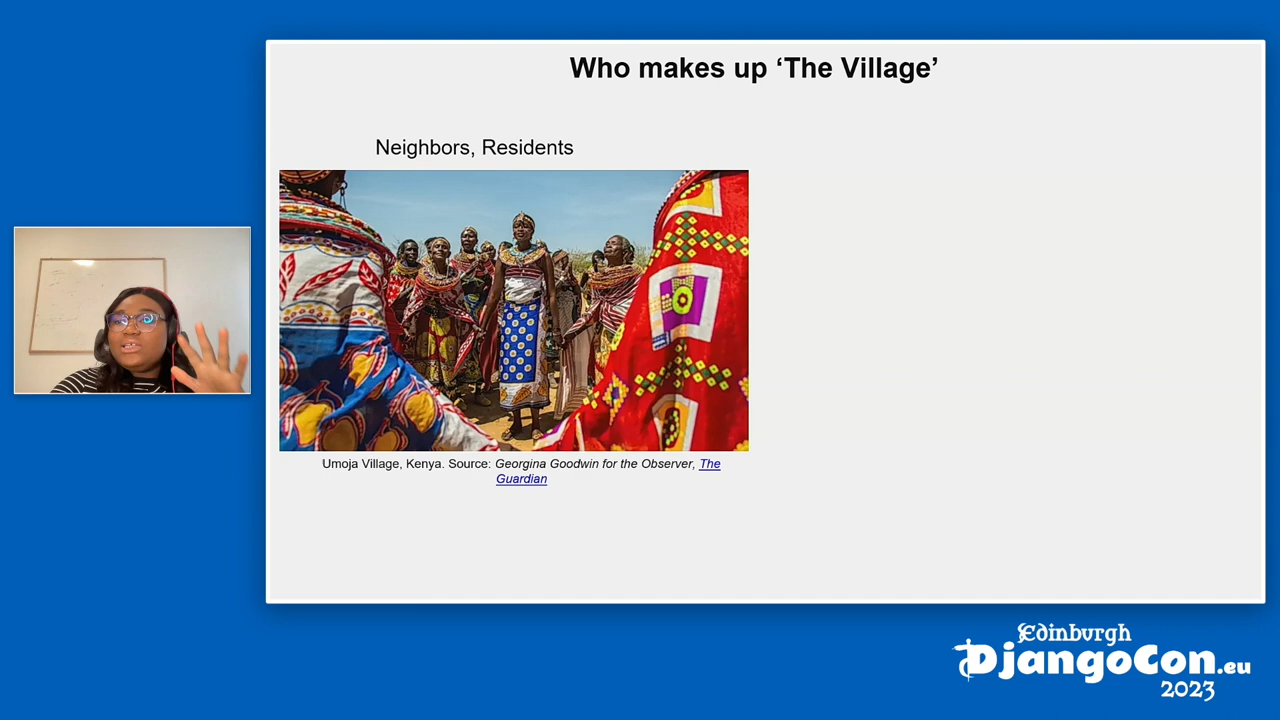 Who makes up ‘The Village’
Neighbors, Residents
Umoja Village, Kenya. Source: Georgina Goodwin for the Observer, The
Guardian
Edinburgh
DjangoCon.eu
2023